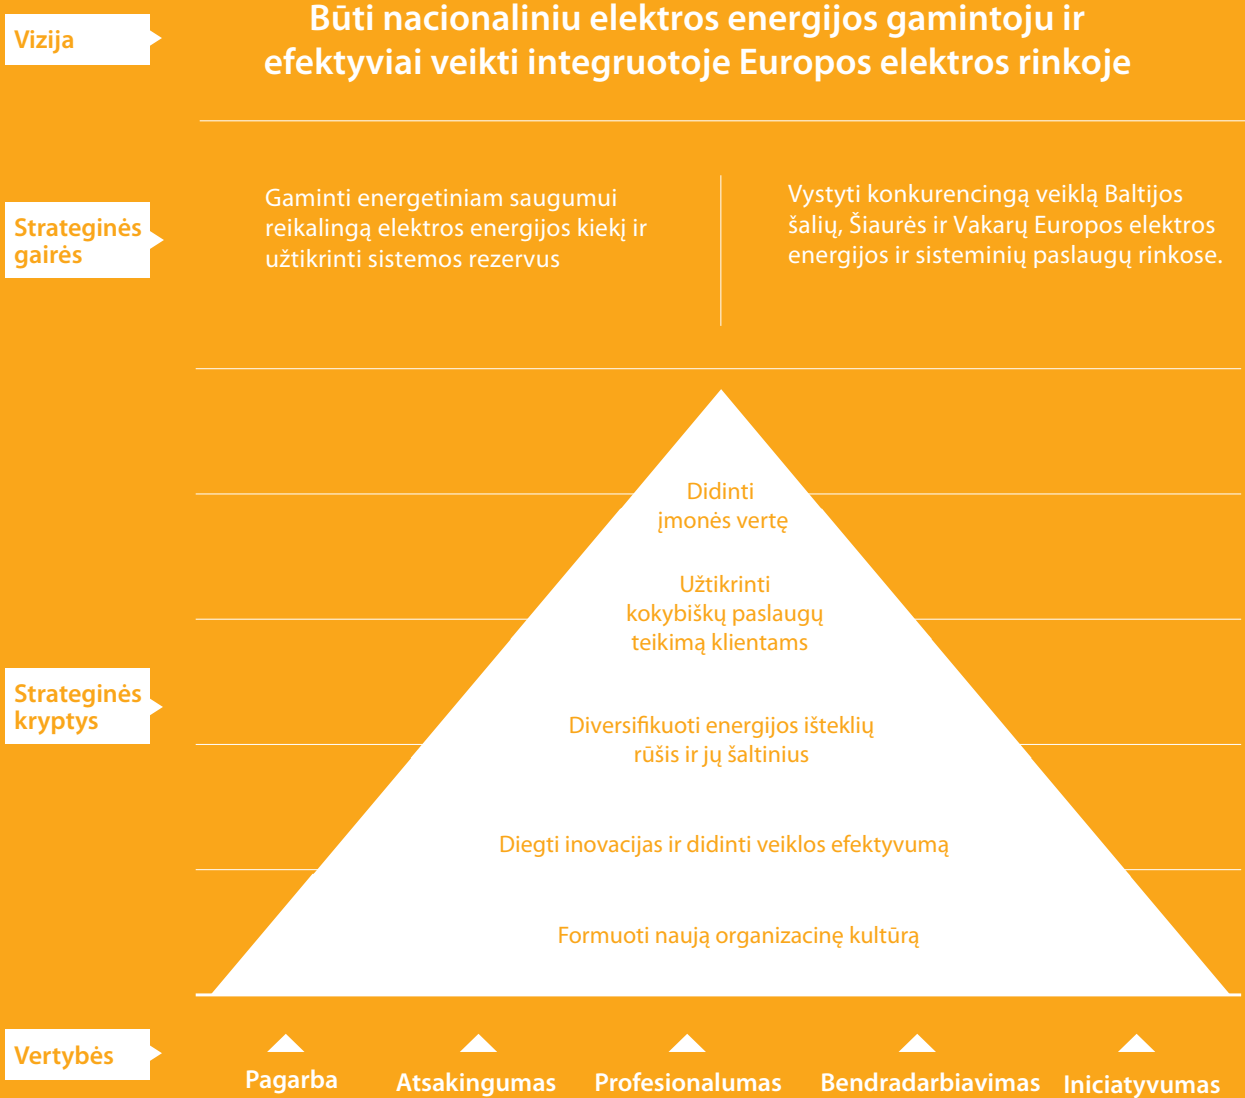 Vizija
Būti nacionaliniu elektros energijos gamintoju ir
efektyviai veikti integruotoje Europos elektros rinkoje
Strateginės
gairės
Gaminti energetiniam saugumui
reikalingą elektros energijos kiekį ir
užtikrinti sistemos rezervus
Vystyti konkurencingą veiklą Baltijos
šalių, Šiaurės ir Vakarų Europos elektros
energijos ir sisteminių paslaugų rinkose.
Strateginės
kryptys
Didinti
įmonės vertę
Užtikrinti
kokybiškų paslaugų
teikimą klientams
Diversifikuoti energijos išteklių
rūšis ir jų šaltinius
Diegti inovacijas ir didinti veiklos efektyvumą
Formuoti naują organizacinę kultūrą
Vertybės
Pagarba
Atsakingumas
Profesionalumas
Bendradarbiavimas
Iniciatyvumas